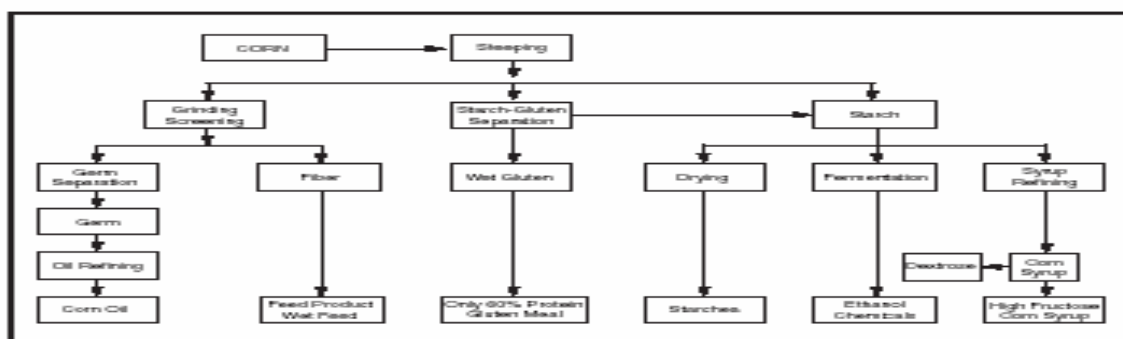 CORN
Steeping
Grinding
Screening
Starch-Gluten
Separation
Starch
Germ
Separation
Fiber
Wet Gluten
Drying
Fermentation
Syrup
Refining
Germ
Oil Refining
Dextrose
Corn
Syrup
Corn Oil
Feed Product
Wet Feed
Only 60% Protein
Gluten Meal
Starches
Ethanol
Chemicals
High Fructose
Corn Syrup